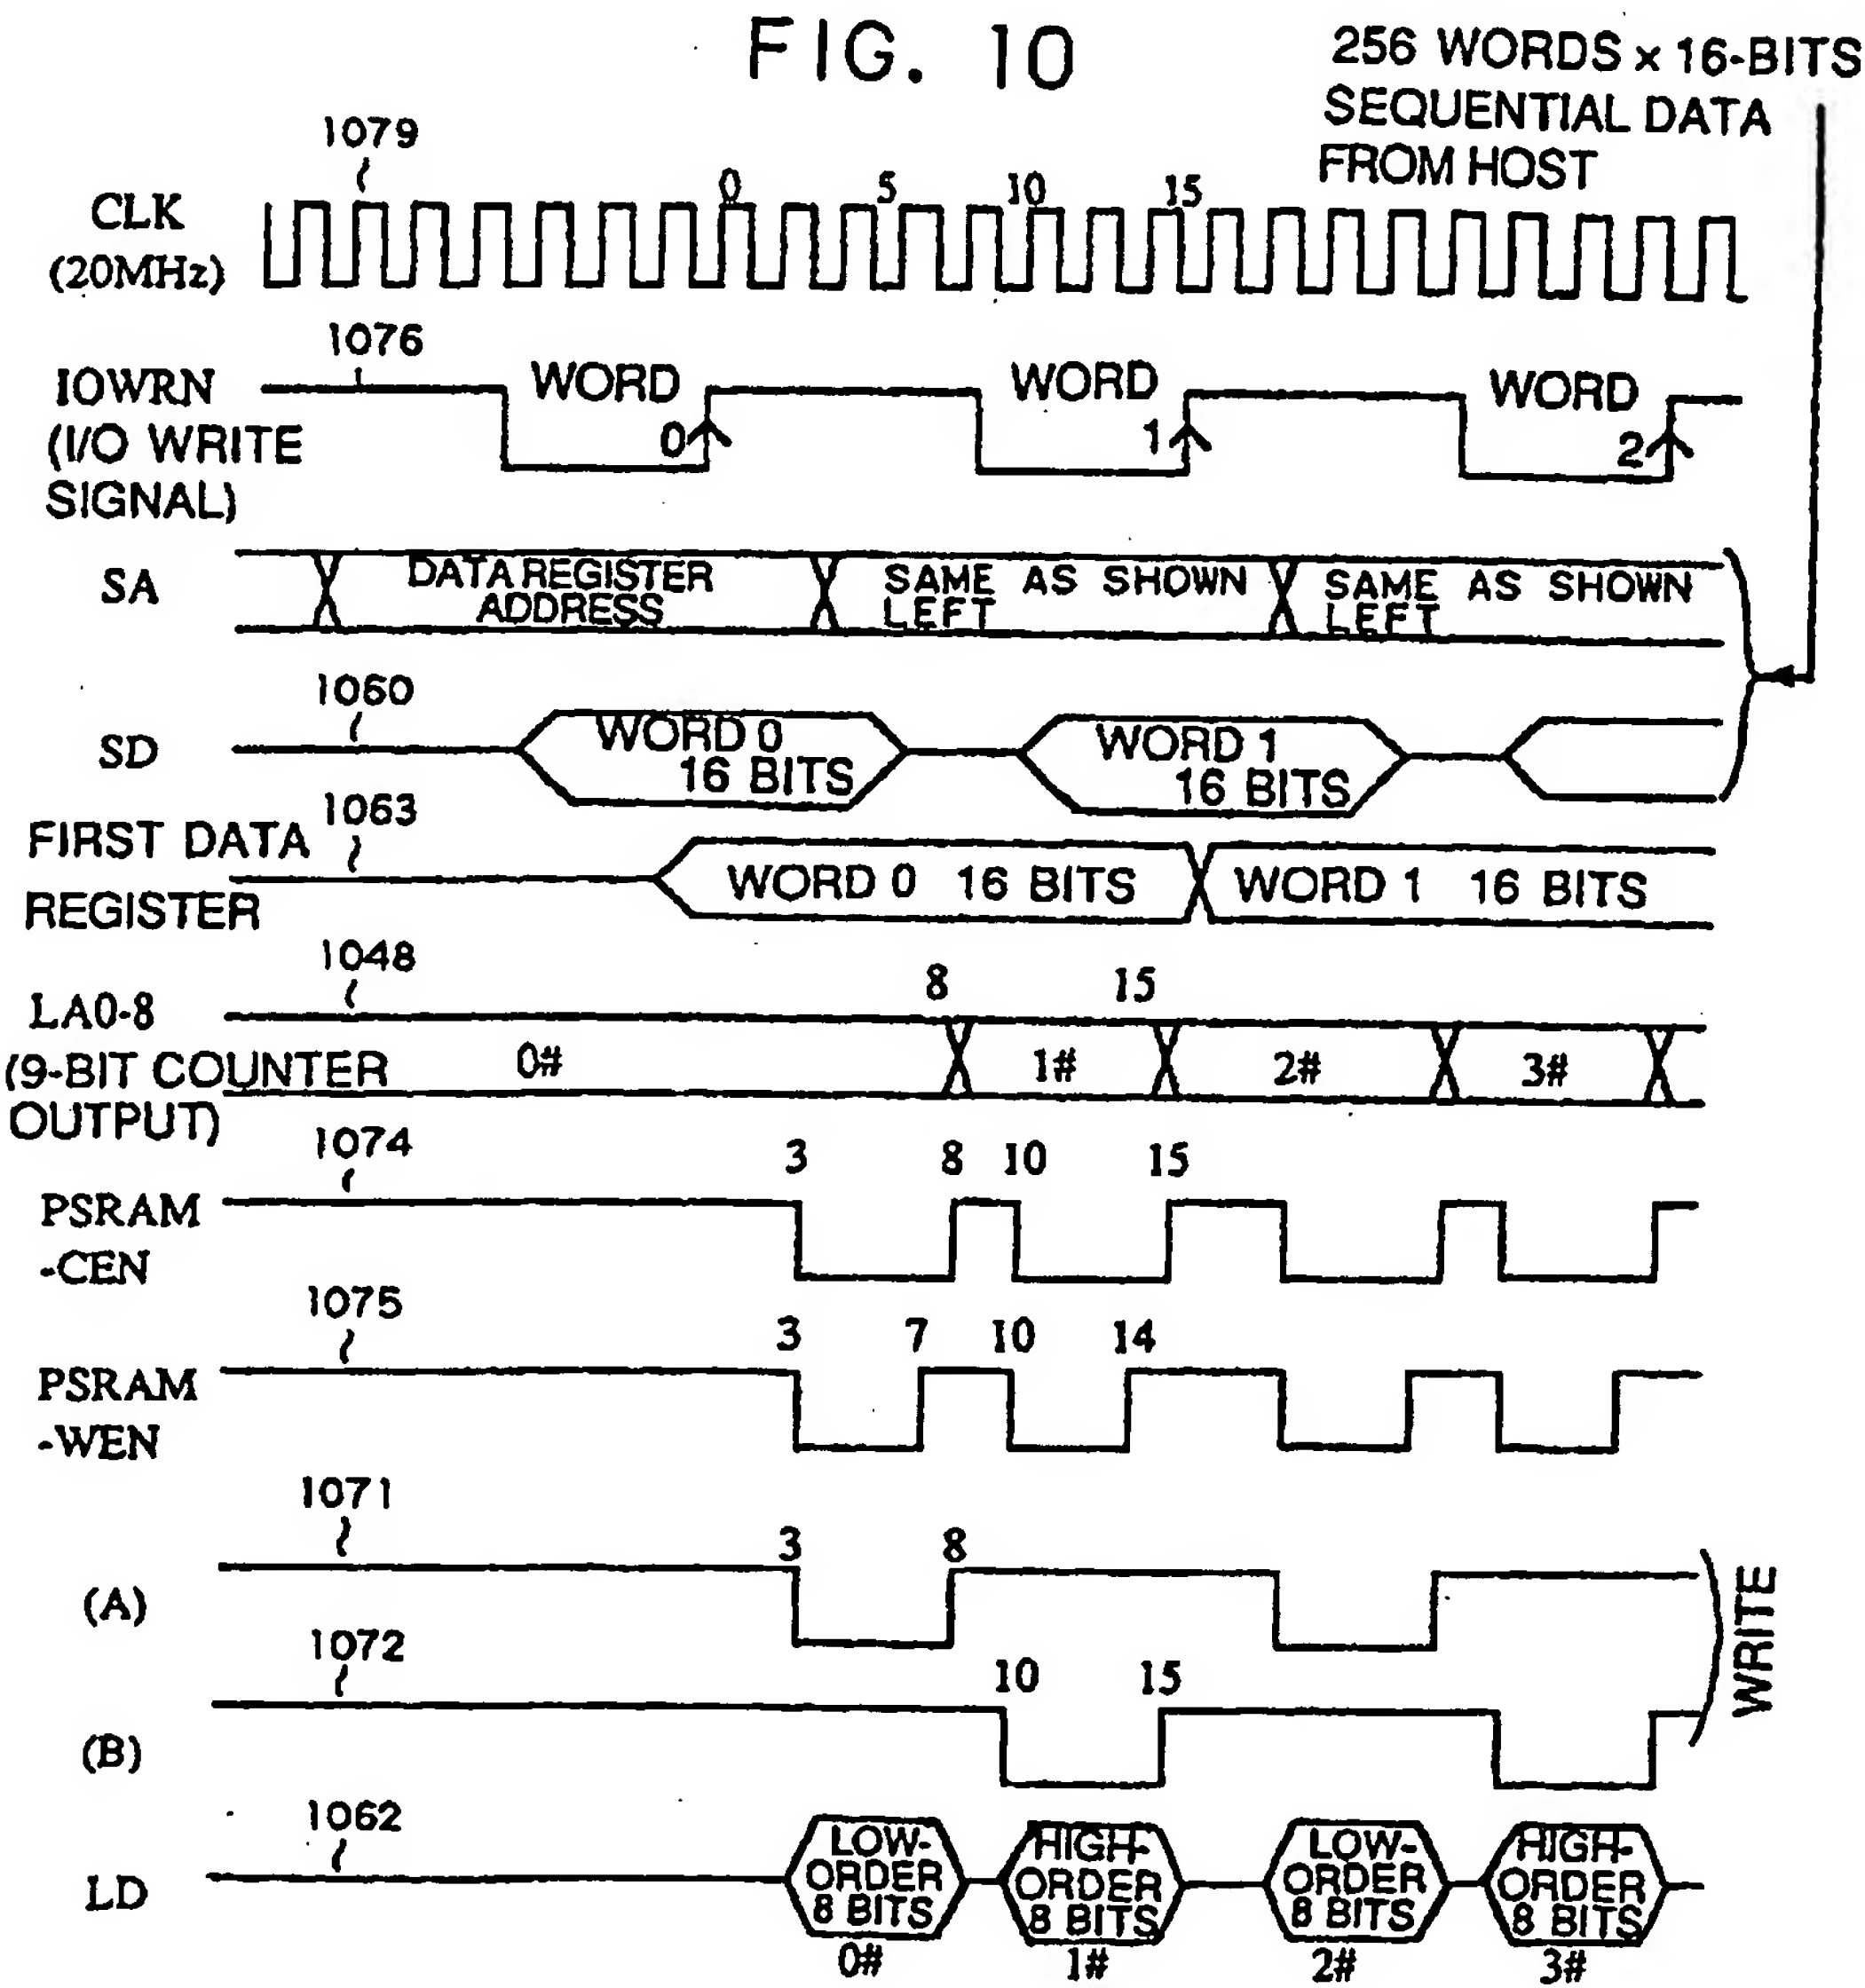 FIG. 10
256 WORDS x 16-BITS
SEQUENTIAL DATA
FROM HOST
1079
0 5 10 15
CLK
(20MHz)
1076
IOWRN
(I/O WRITE
SIGNAL)
WORD
0
WORD
1
WORD
2
SA
DATA REGISTER
ADDRESS
SAME AS SHOWN
LEFT
SAME AS SHOWN
LEFT
1060
SD
WORD 0
16 BITS
WORD 1
16 BITS
1063
FIRST DATA
REGISTER
WORD 0 16 BITS
WORD 1 16 BITS
1048
8 15
LA0-8
(9-BIT COUNTER
OUTPUT)
0# 1# 2# 3#
1074
3 8 10 15
PSRAM
-CEN
1075
3 7 10 14
PSRAM
-WEN
1071
3 8
(A)
1072
10 15
(B)
WRITE
1062
LD
LOW-
ORDER
8 BITS
0#
HIGH-
ORDER
8 BITS
1#
LOW-
ORDER
8 BITS
2#
HIGH-
ORDER
8 BITS
3#